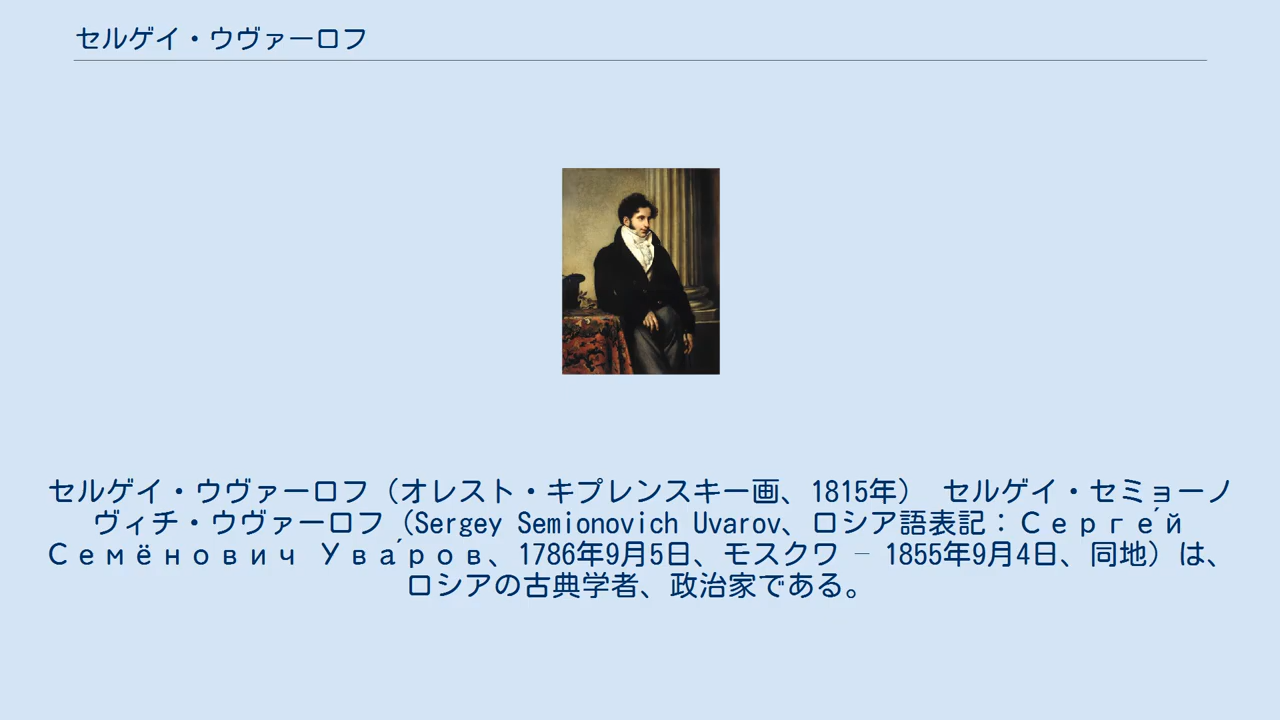 セルゲイ・ウヴァーロフ
セルゲイ・ウヴァーロフ（オレスト・キプレンスキー画、1815年） セルゲイ・セミョーノ
ヴィチ・ウヴァーロフ（Sergey Semionovich Uvarov、ロシア語表記：Серге́й
Семёнович Ува́ров、1786年9月5日、モスクワ – 1855年9月4日、同地）は、
ロシアの古典学者、政治家である。